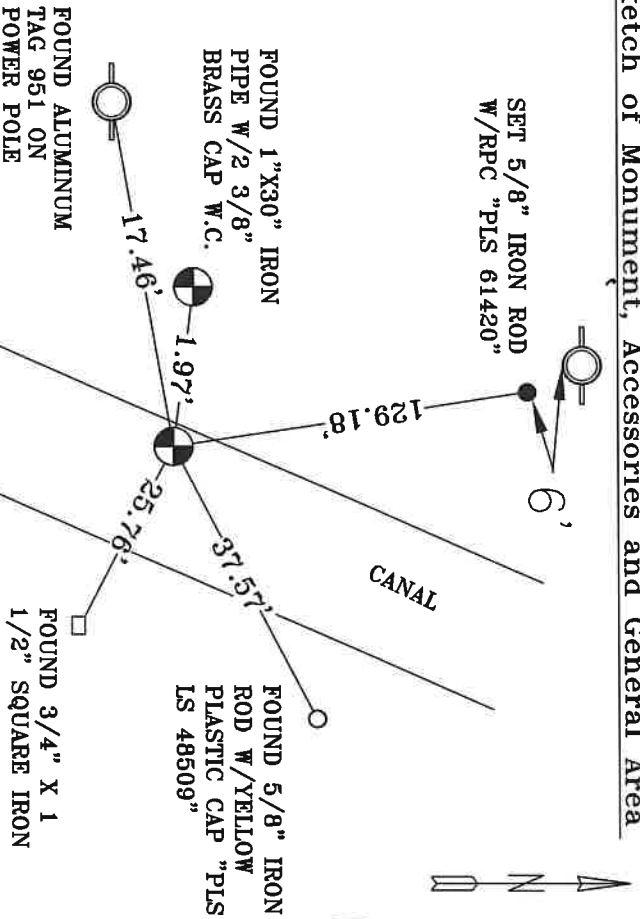 etch of Monument, Accessories and General Area
SET 5/8" IRON ROD
W/RPC "PLS 61420"
6'
FOUND 1"X30" IRON
PIPE W/2 3/8"
BRASS CAP W.C.
129.18'
CANAL
N
1.97'
17.46'
37.57'
25.76'
FOUND 5/8" IRON
ROD W/YELLOW
PLASTIC CAP "PLS
LS 48509"
FOUND ALUMINUM
TAG 951 ON
POWER POLE
FOUND 3/4" X 1
1/2" SQUARE IRON